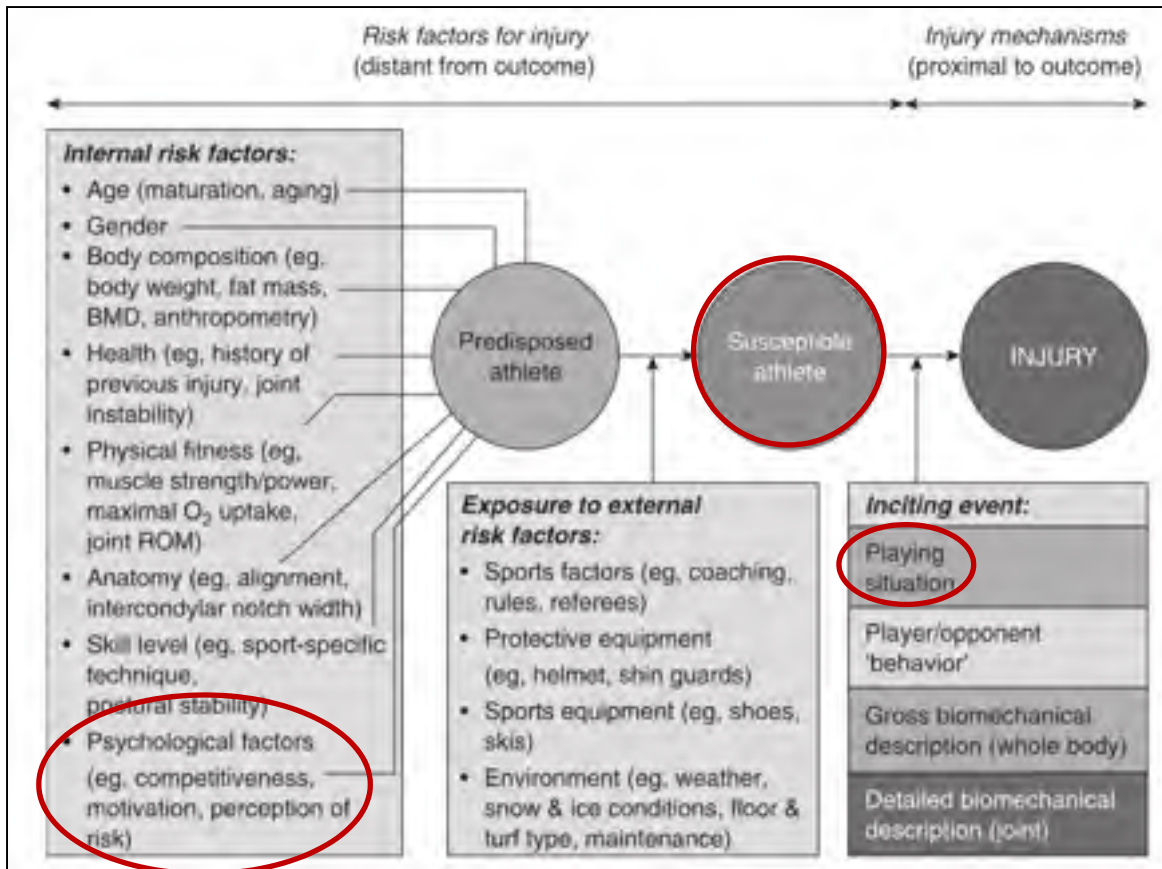 Risk factors for injury
(distant from outcome)
Injury mechanisms
(proximal to outcome)
Internal risk factors:
• Age (maturation, aging)
• Gender
• Body composition (eg,
body weight, fat mass,
BMD, anthropometry)
• Health (eg, history of
previous injury, joint
instability)
• Physical fitness (eg,
muscle strength/power,
maximal O₂ uptake,
joint ROM)
• Anatomy (eg, alignment,
intercondylar notch width)
• Skill level (eg, sport-specific
technique,
postural stability)
• Psychological factors
(eg, competitiveness,
motivation, perception of
risk)
Predisposed
athlete
Susceptible
athlete
INJURY
Exposure to external
risk factors:
• Sports factors (eg, coaching,
rules, referees)
• Protective equipment
(eg, helmet, shin guards)
• Sports equipment (eg, shoes,
skis)
• Environment (eg, weather,
snow & ice conditions, floor &
turf type, maintenance)
Inciting event:
Playing
situation
Player/opponent
'behavior'
Gross biomechanical
description (whole body)
Detailed biomechanical
description (joint)